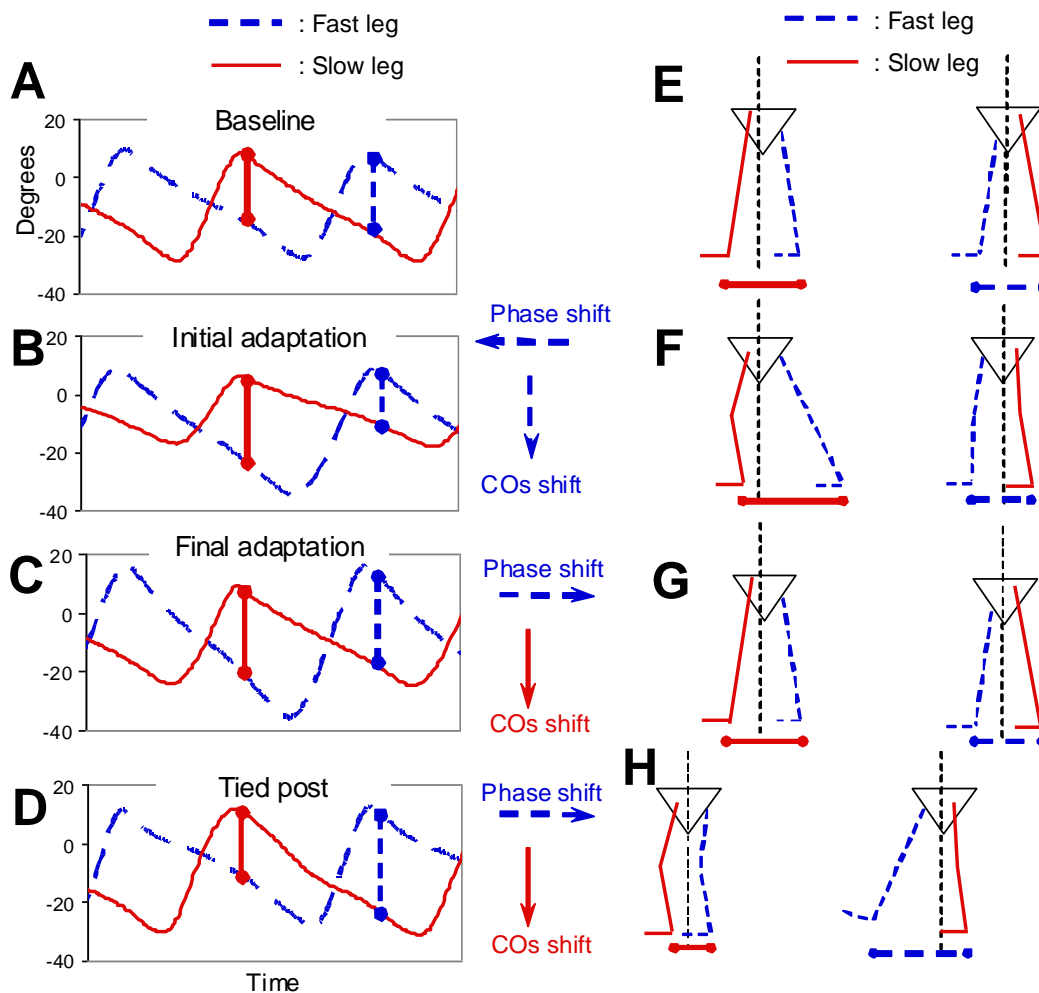 : Fast leg
: Slow leg
A
Baseline
20
0
-20
-40
Degrees
B
Initial adaptation
20
0
-20
-40
Phase shift
COs shift
C
Final adaptation
20
0
-20
-40
Phase shift
COs shift
D
Tied post
20
0
-20
-40
Time
Phase shift
COs shift
: Fast leg
: Slow leg
E
F
G
H